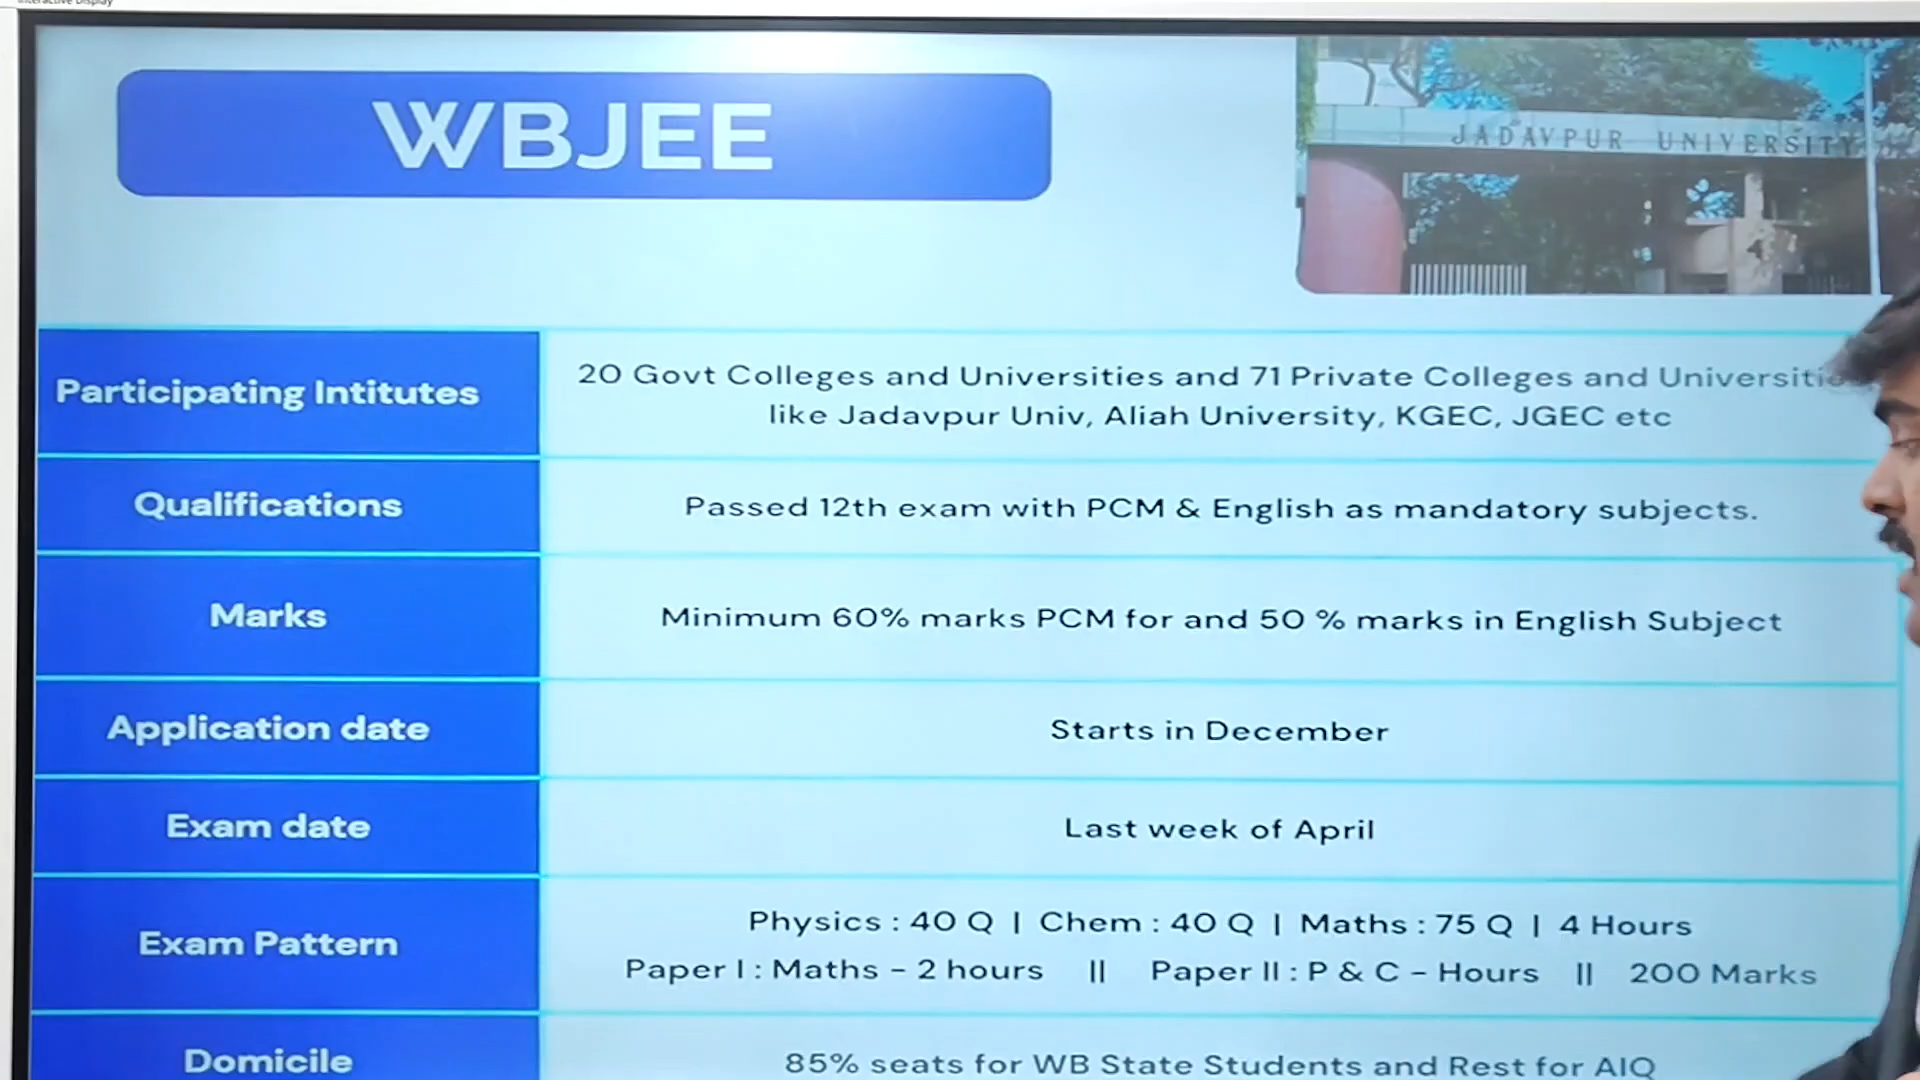 Interactive Display
WBJEE
JADAVPUR UNIVERSITY
Participating Intitutes
20 Govt Colleges and Universities and 71 Private Colleges and
like Jadavpur Univ, Aliah University, KGEC, JGEC etc
Qualifications
Passed 12th exam with PCM & English as mandatory subjects.
Marks
Minimum 60% marks PCM for and 50 % marks in English Subject
Application date
Starts in December
Exam date
Last week of April
Exam Pattern
Physics : 40 Q | Chem : 40 Q | Maths : 75 Q | 4 Hours
Paper I : Maths - 2 hours || Paper II : P & C - Hours || 200 Marks
Domicile
85% seats for WB State Students and Rest for AIQ